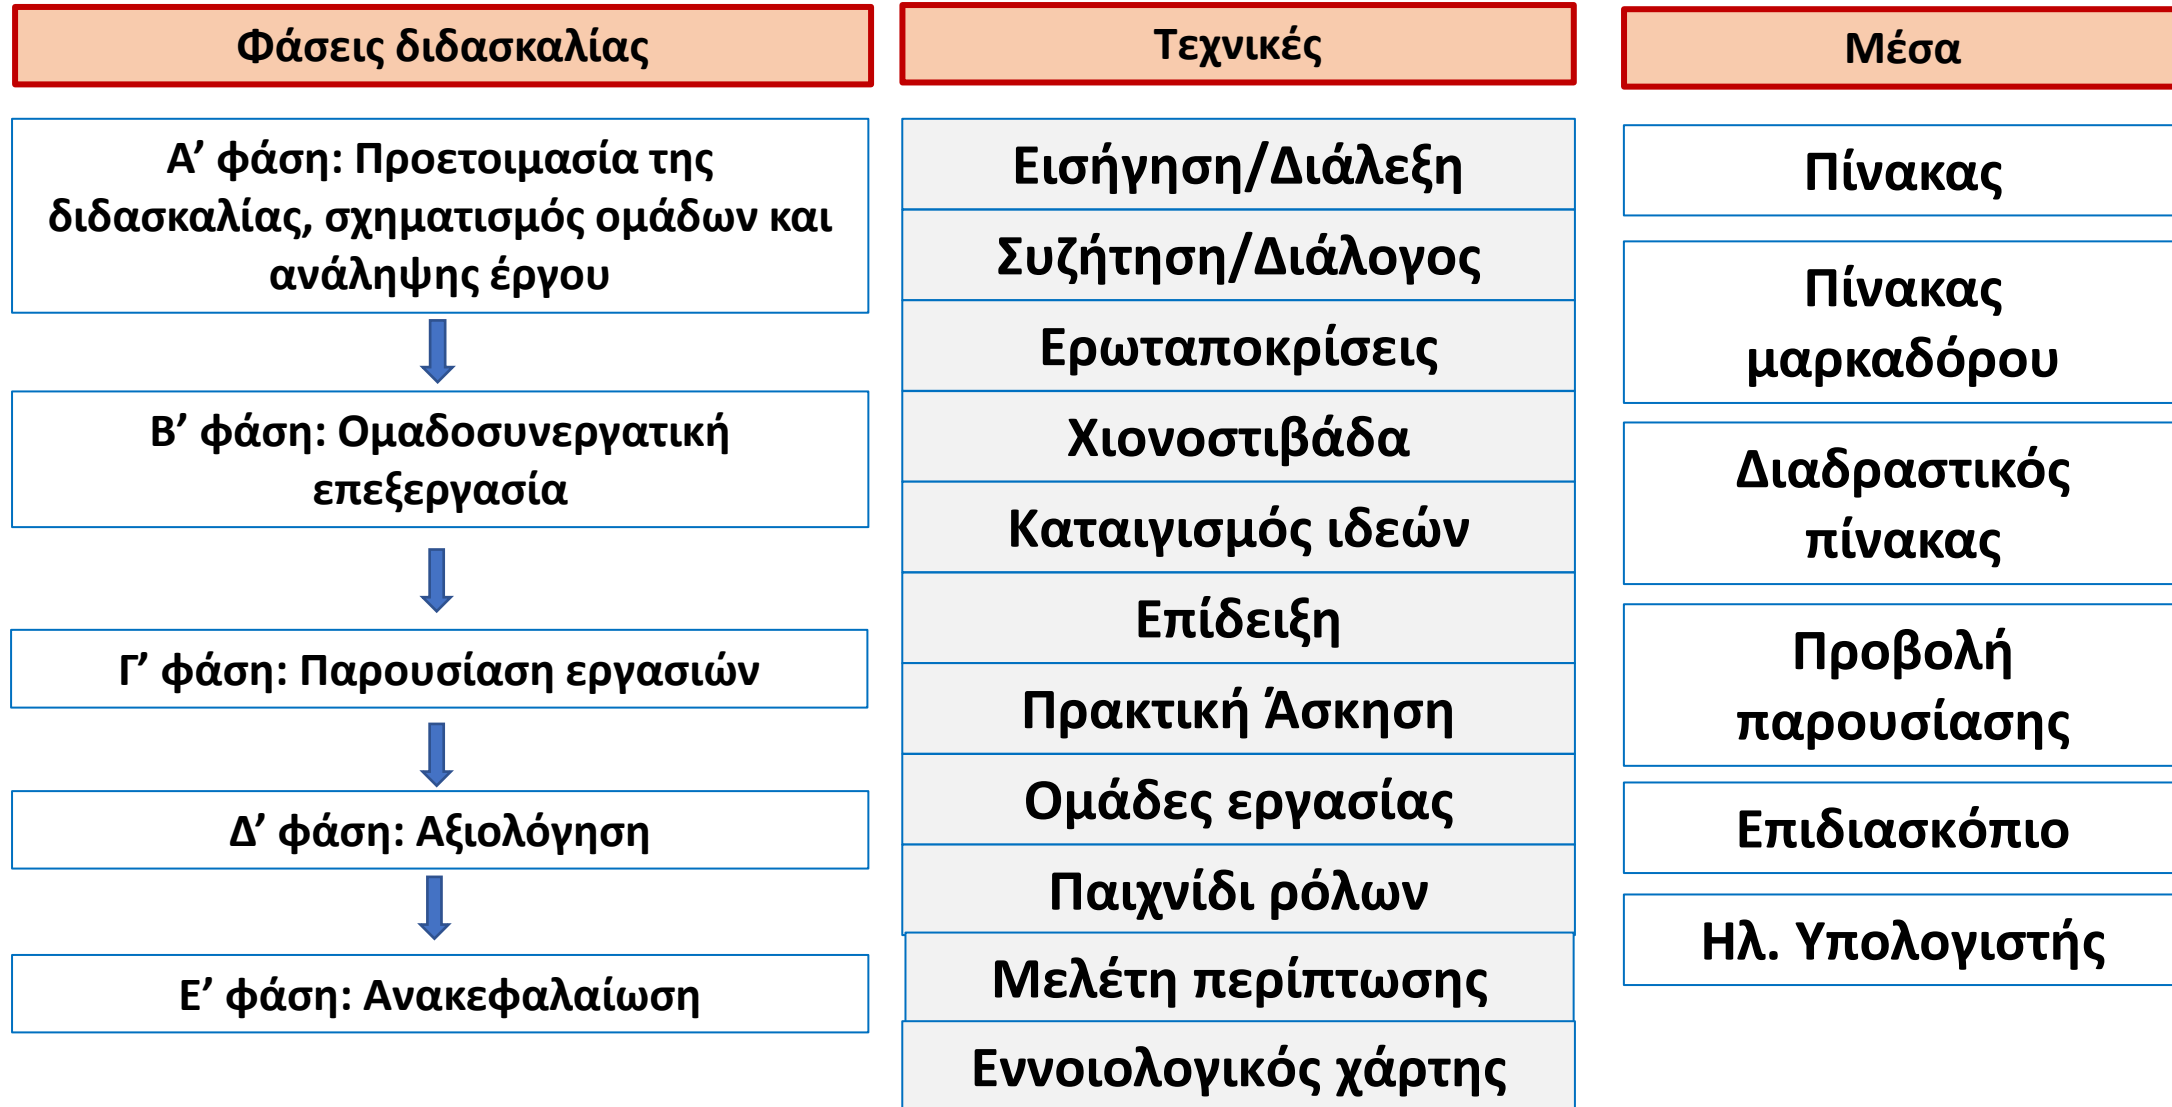 Φάσεις διδασκαλίας
Α’ φάση: Προετοιμασία της
διδασκαλίας, σχηματισμός ομάδων και
ανάληψης έργου
Β’ φάση: Ομαδοσυνεργατική
επεξεργασία
Γ’ φάση: Παρουσίαση εργασιών
Δ’ φάση: Αξιολόγηση
Ε’ φάση: Ανακεφαλαίωση
Τεχνικές
Εισήγηση/Διάλεξη
Συζήτηση/Διάλογος
Ερωταποκρίσεις
Χιονοστιβάδα
Καταιγισμός ιδεών
Επίδειξη
Πρακτική Άσκηση
Ομάδες εργασίας
Παιχνίδι ρόλων
Μελέτη περίπτωσης
Εννοιολογικός χάρτης
Μέσα
Πίνακας
Πίνακας
μαρκαδόρου
Διαδραστικός
πίνακας
Προβολή
παρουσίασης
Επιδιασκόπιο
Ηλ. Υπολογιστής